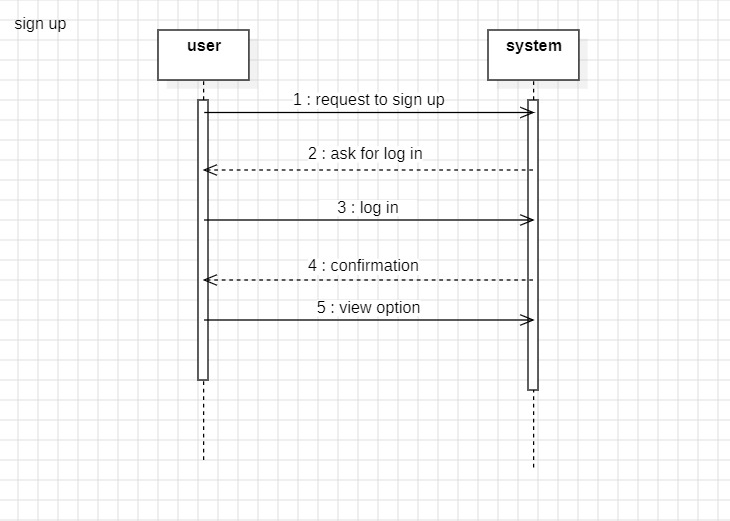 sign up
user
system
1 : request to sign up
2 : ask for log in
3 : log in
4 : confirmation
5 : view option